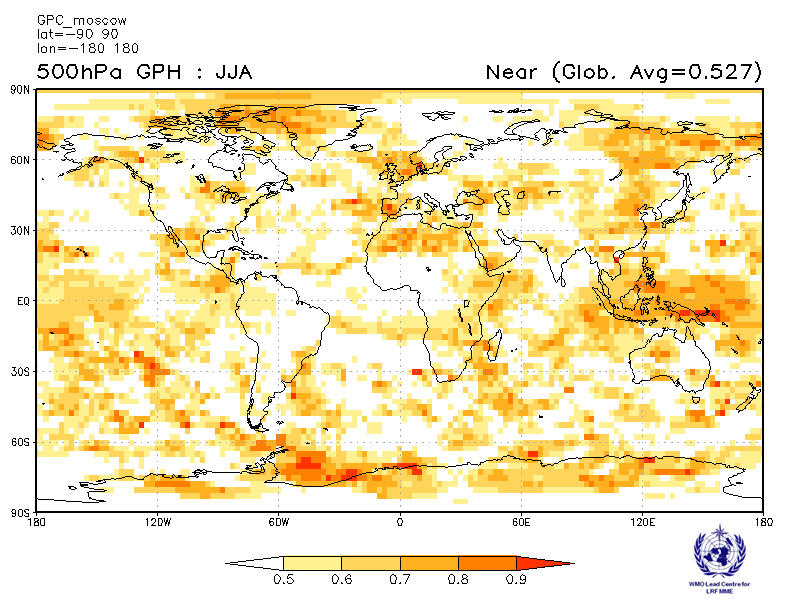 GPC_moscow
lat=-90 90
lon=-180 180
500hPa GPH : JJA Near (Glob. Avg=0.527)
90N
60N
30N
EQ
30S
60S
90S
180 120W 60W 0 60E 120E 180
0.5 0.6 0.7 0.8 0.9
WMO Lead Centre for
LRF MME